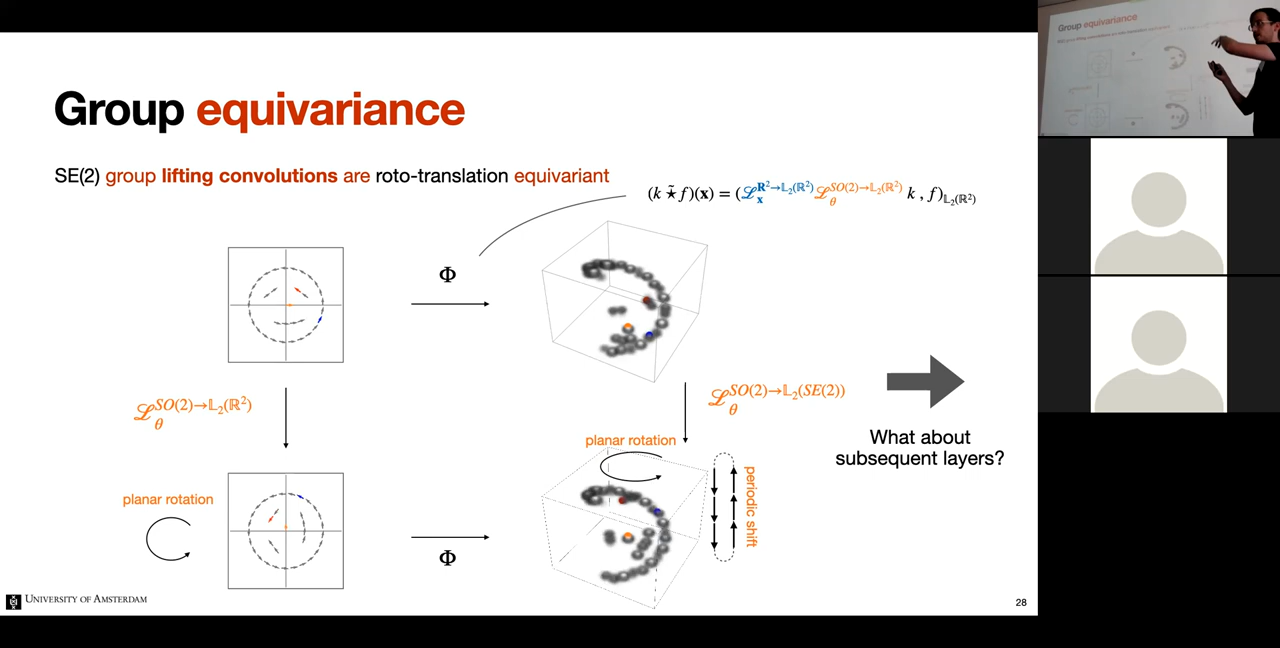 Group equivariance
SE(2) group lifting convolutions are roto-translation equivariant
(k ⋆̃ f)(𝐱) = (ℒ_𝐱^{𝐑²→𝕃₂(ℝ²)} ℒ_θ^{SO(2)→𝕃₂(ℝ²)} k , f)_{𝕃₂(ℝ²)}
Φ
ℒ_θ^{SO(2)→𝕃₂(ℝ²)}
ℒ_θ^{SO(2)→𝕃₂(SE(2))}
What about
subsequent layers?
planar rotation
periodic shift
planar rotation
Φ
UNIVERSITY OF AMSTERDAM
28
Group equivariance